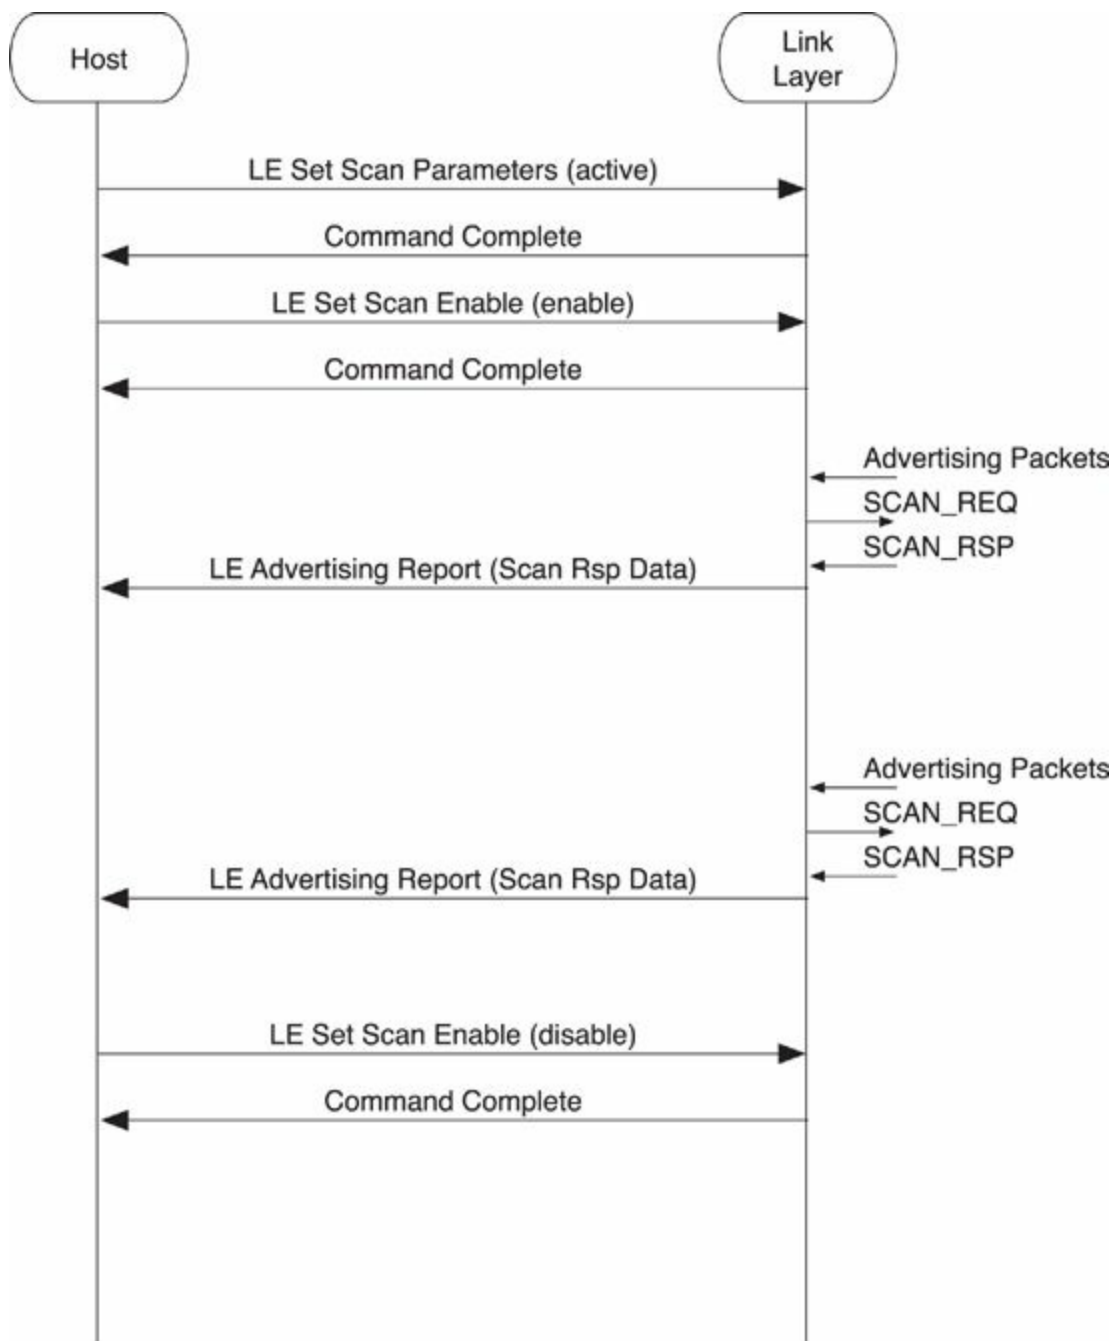 Host
Link
Layer
LE Set Scan Parameters (active)
Command Complete
LE Set Scan Enable (enable)
Command Complete
Advertising Packets
SCAN_REQ
SCAN_RSP
LE Advertising Report (Scan Rsp Data)
Advertising Packets
SCAN_REQ
SCAN_RSP
LE Advertising Report (Scan Rsp Data)
LE Set Scan Enable (disable)
Command Complete